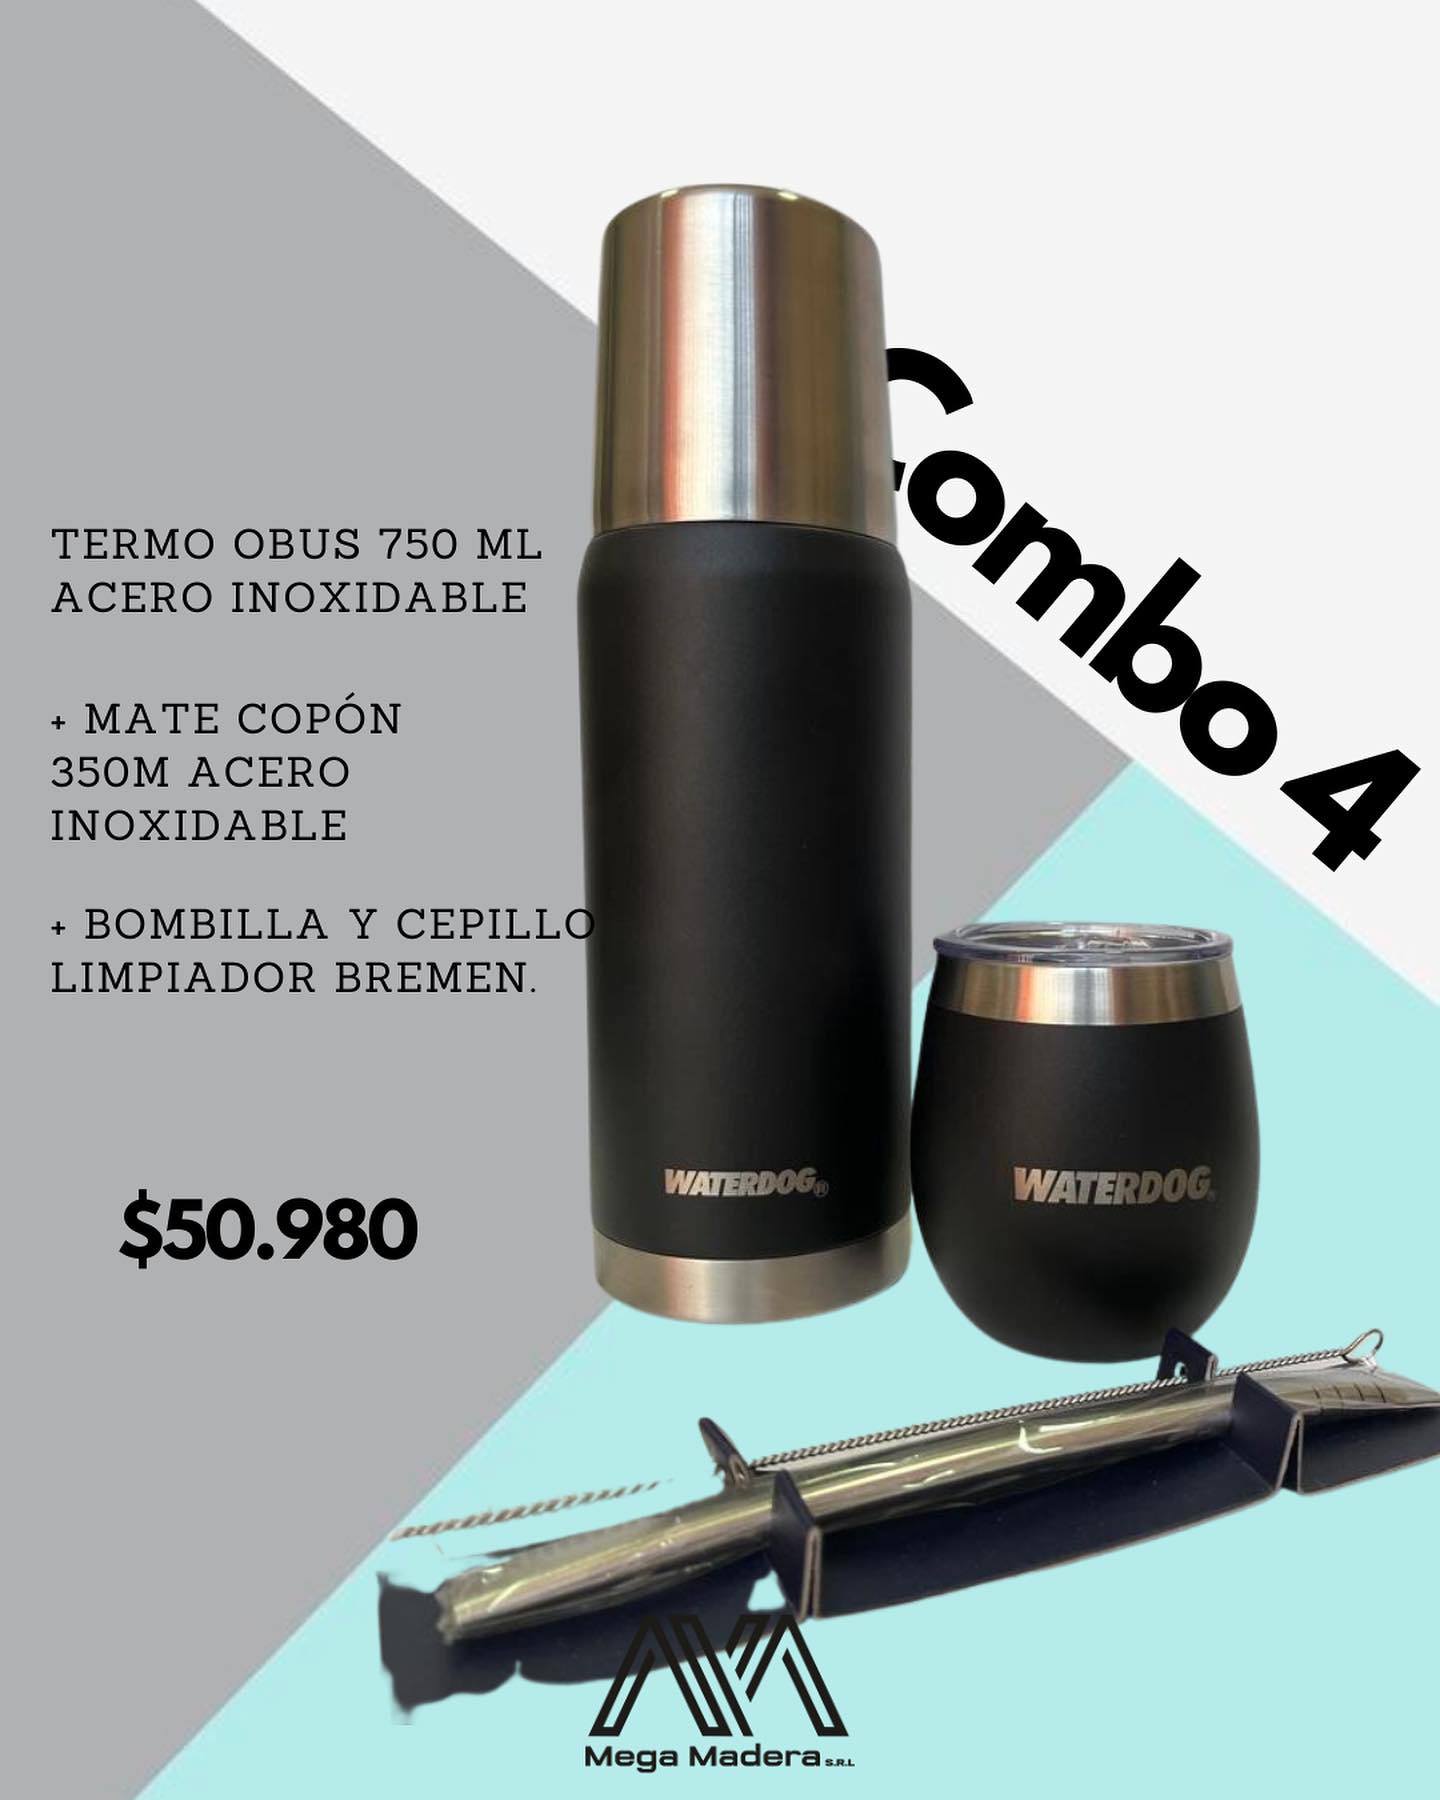 Combo 4
TERMO OBUS 750 ML
ACERO INOXIDABLE
+ MATE COPÓN
350M ACERO
INOXIDABLE
+ BOMBILLA Y CEPILLO
LIMPIADOR BREMEN.
$50.980
WATERDOG®
WATERDOG®
Mega Madera S.R.L